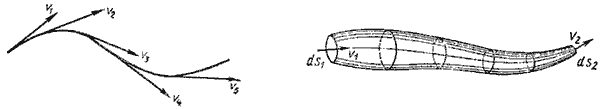 v₁
v₂
v₃
v₄
v₅
ds₁
v₁
v₂
ds₂